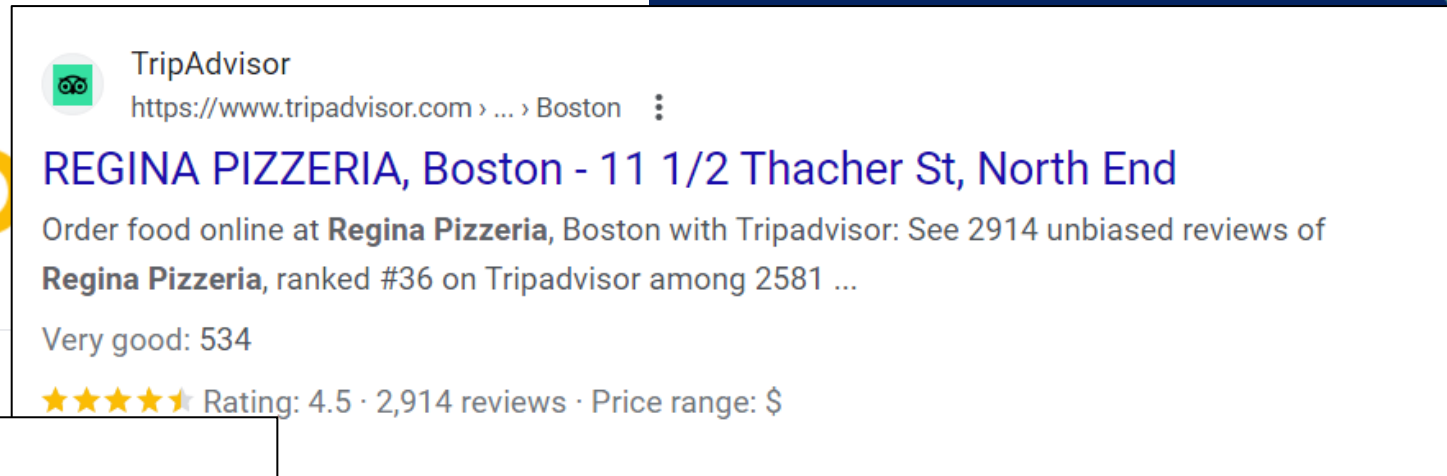 TripAdvisor
https://www.tripadvisor.com › ... › Boston
REGINA PIZZERIA, Boston - 11 1/2 Thacher St, North End
Order food online at Regina Pizzeria, Boston with Tripadvisor: See 2914 unbiased reviews of
Regina Pizzeria, ranked #36 on Tripadvisor among 2581 ...
Very good: 534
Rating: 4.5 · 2,914 reviews · Price range: $